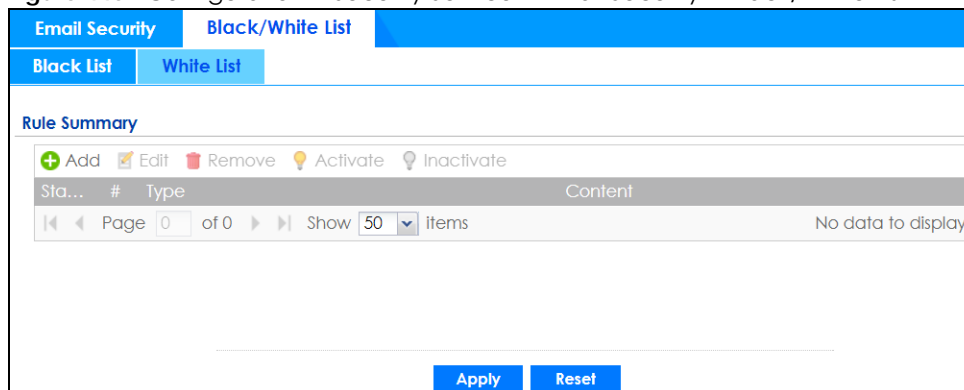 Email Security Black/White List
Black List White List
Rule Summary
Add Edit Remove Activate Inactivate
Sta... # Type Content
Page 0 of 0 Show 50 items No data to display
Apply Reset